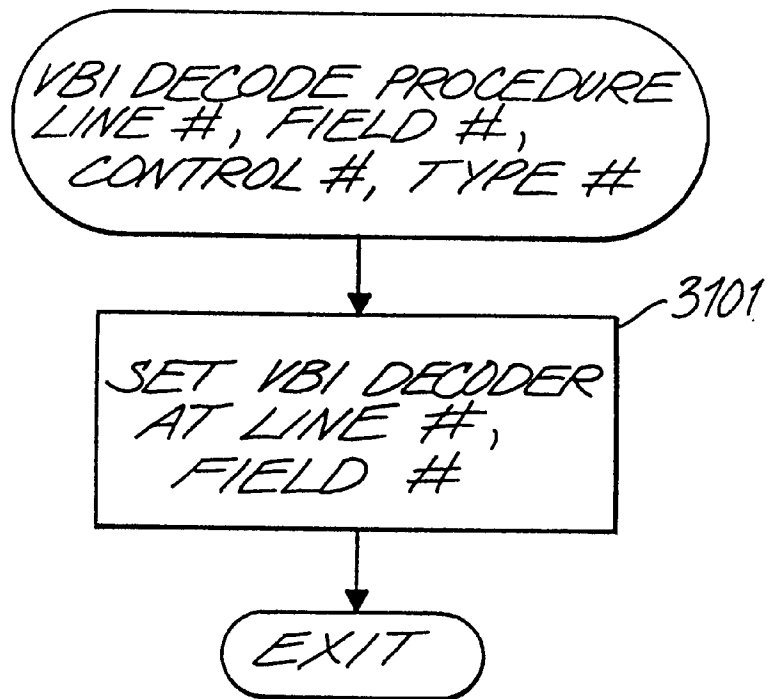 VBI DECODE PROCEDURE
LINE #, FIELD #,
CONTROL #, TYPE #
3101
SET VBI DECODER
AT LINE #,
FIELD #
EXIT